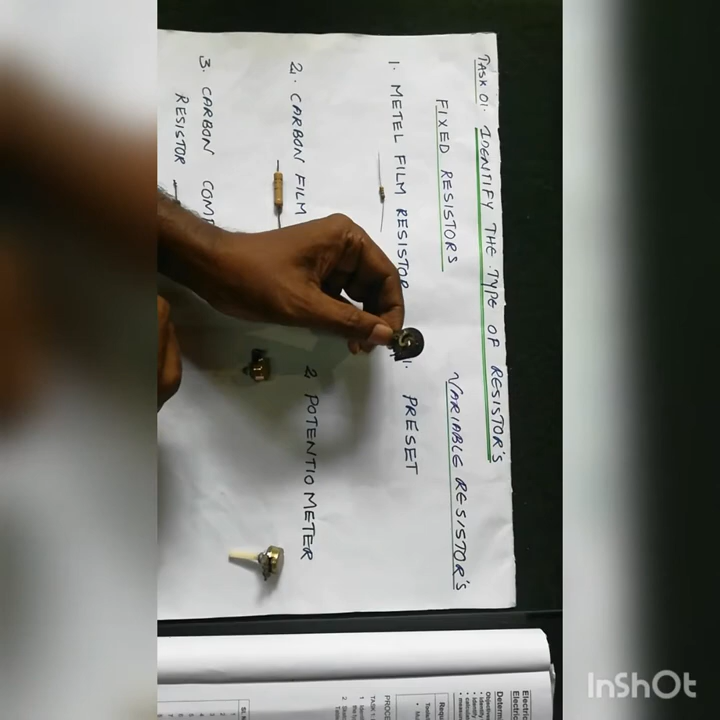 TASK 01. IDENTIFY THE TYPE OF RESISTOR'S
FIXED RESISTORS
1. METEL FILM RESISTOR
2. CARBON FILM
3. CARBON COMP
RESISTOR
VARIABLE RESISTOR'S
1. PRESET
2. POTENTIO METER
InShOt